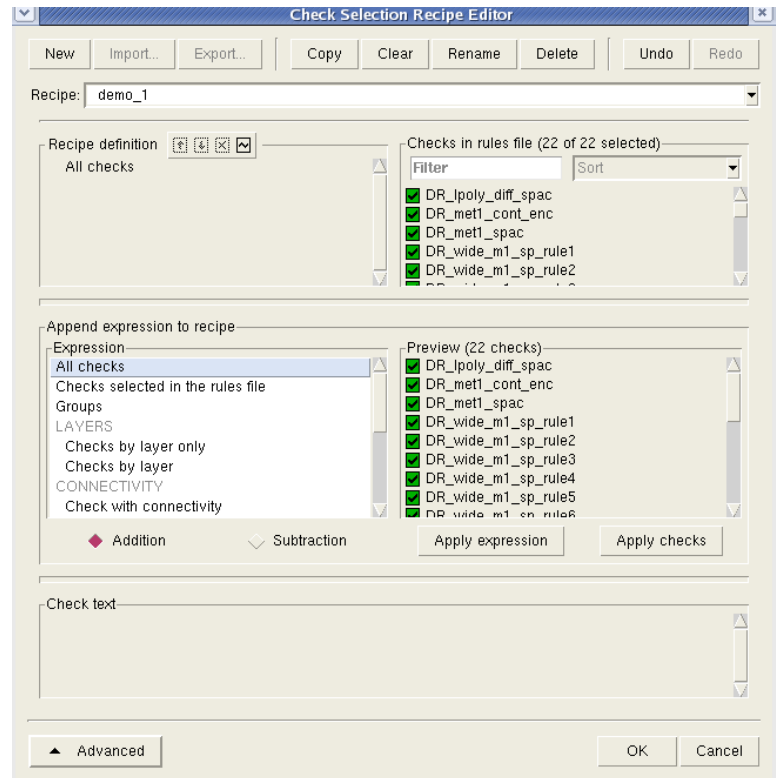 Check Selection Recipe Editor
New Import... Export... Copy Clear Rename Delete Undo Redo
Recipe: demo_1
Recipe definition
All checks
Checks in rules file (22 of 22 selected)
Filter Sort
DR_lpoly_diff_spac
DR_met1_cont_enc
DR_met1_spac
DR_wide_m1_sp_rule1
DR_wide_m1_sp_rule2
Append expression to recipe
Expression
All checks
Checks selected in the rules file
Groups
LAYERS
Checks by layer only
Checks by layer
CONNECTIVITY
Check with connectivity
Preview (22 checks)
DR_lpoly_diff_spac
DR_met1_cont_enc
DR_met1_spac
DR_wide_m1_sp_rule1
DR_wide_m1_sp_rule2
DR_wide_m1_sp_rule3
DR_wide_m1_sp_rule4
DR_wide_m1_sp_rule5
DR_wide_m1_sp_rule6
Addition Subtraction Apply expression Apply checks
Check text
Advanced OK Cancel